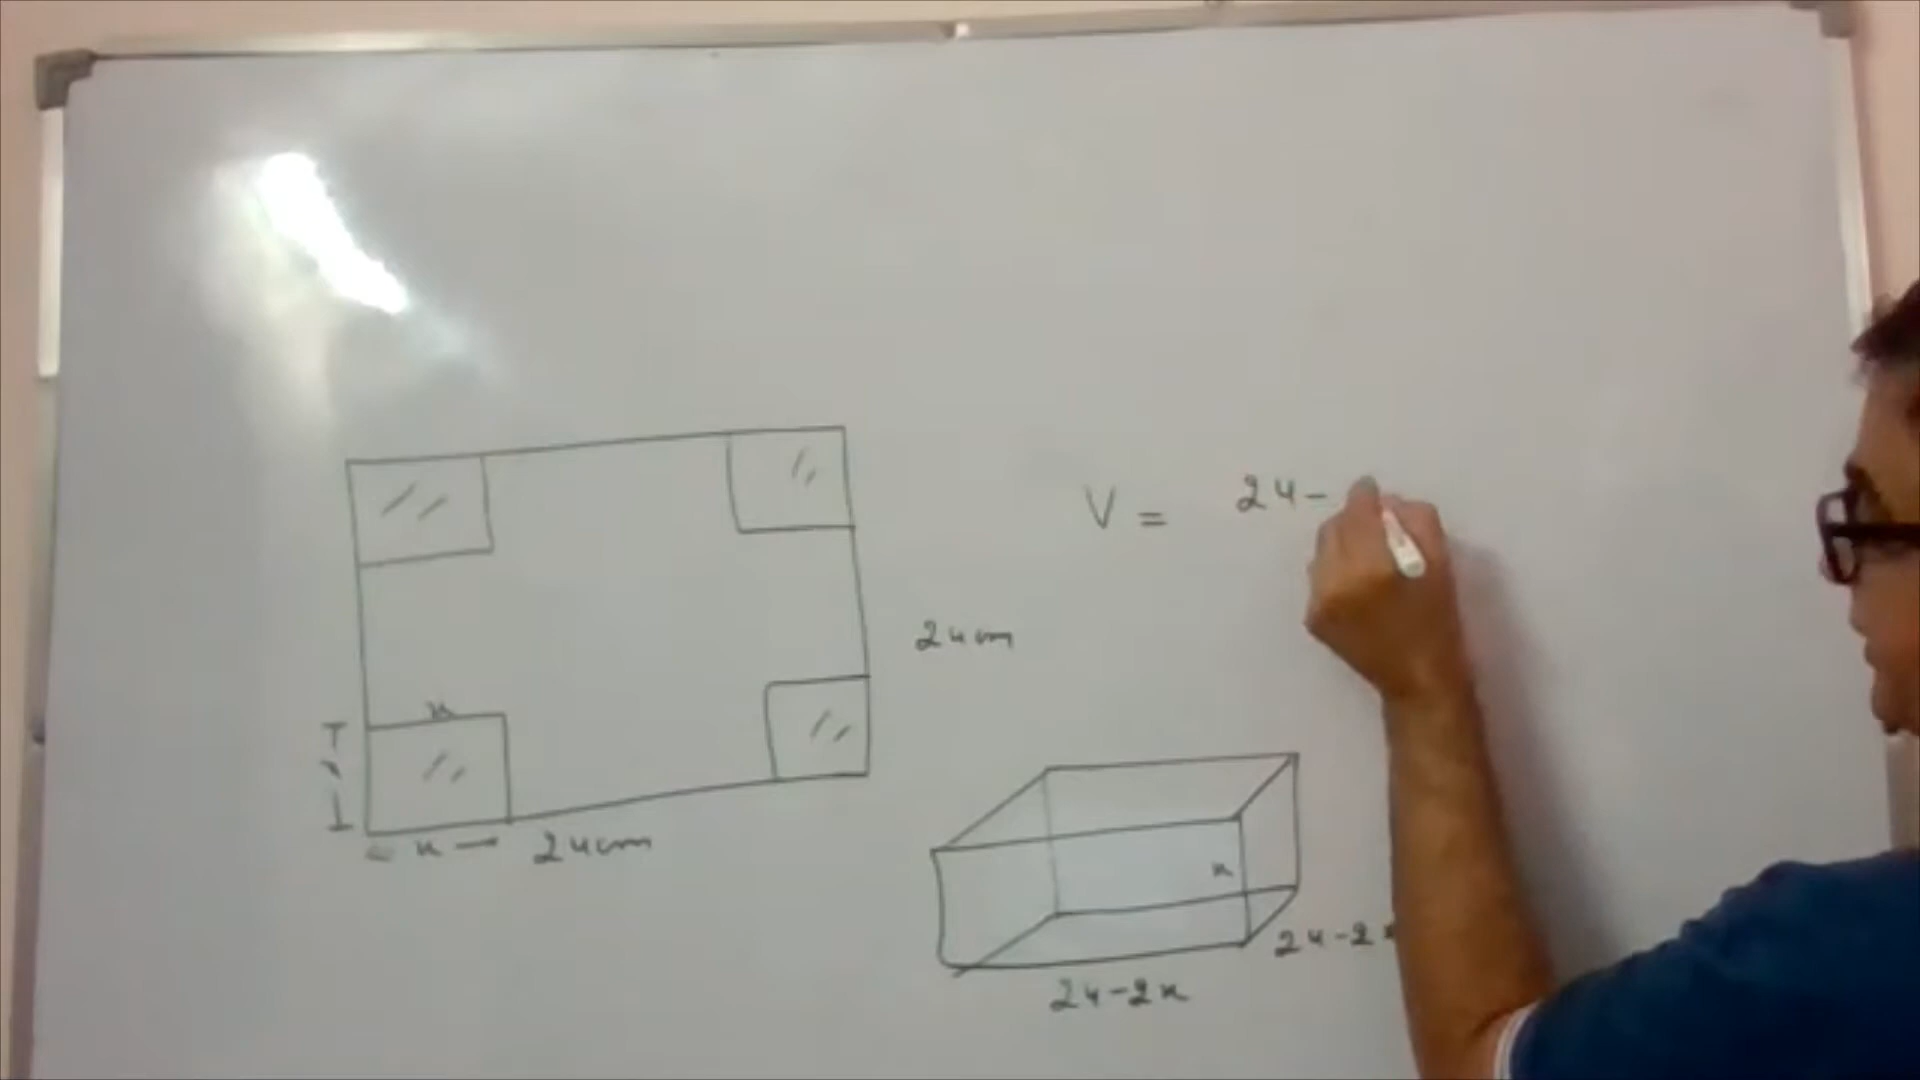 V = 24-
24cm
x
x
x 24cm
x
24-2x
24-2x